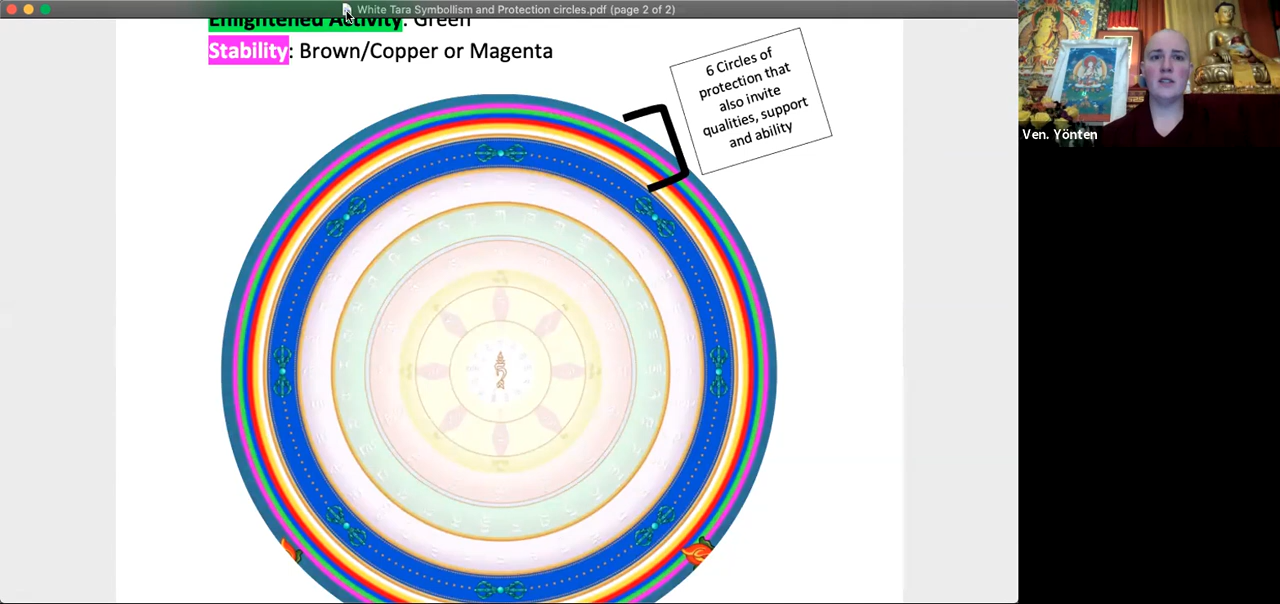 White Tara Symbollism and Protection circles.pdf (page 2 of 2)
Enlightened Activity: Green
Stability: Brown/Copper or Magenta
6 Circles of
protection that
also invite
qualities, support
and ability
Ven. Yönten